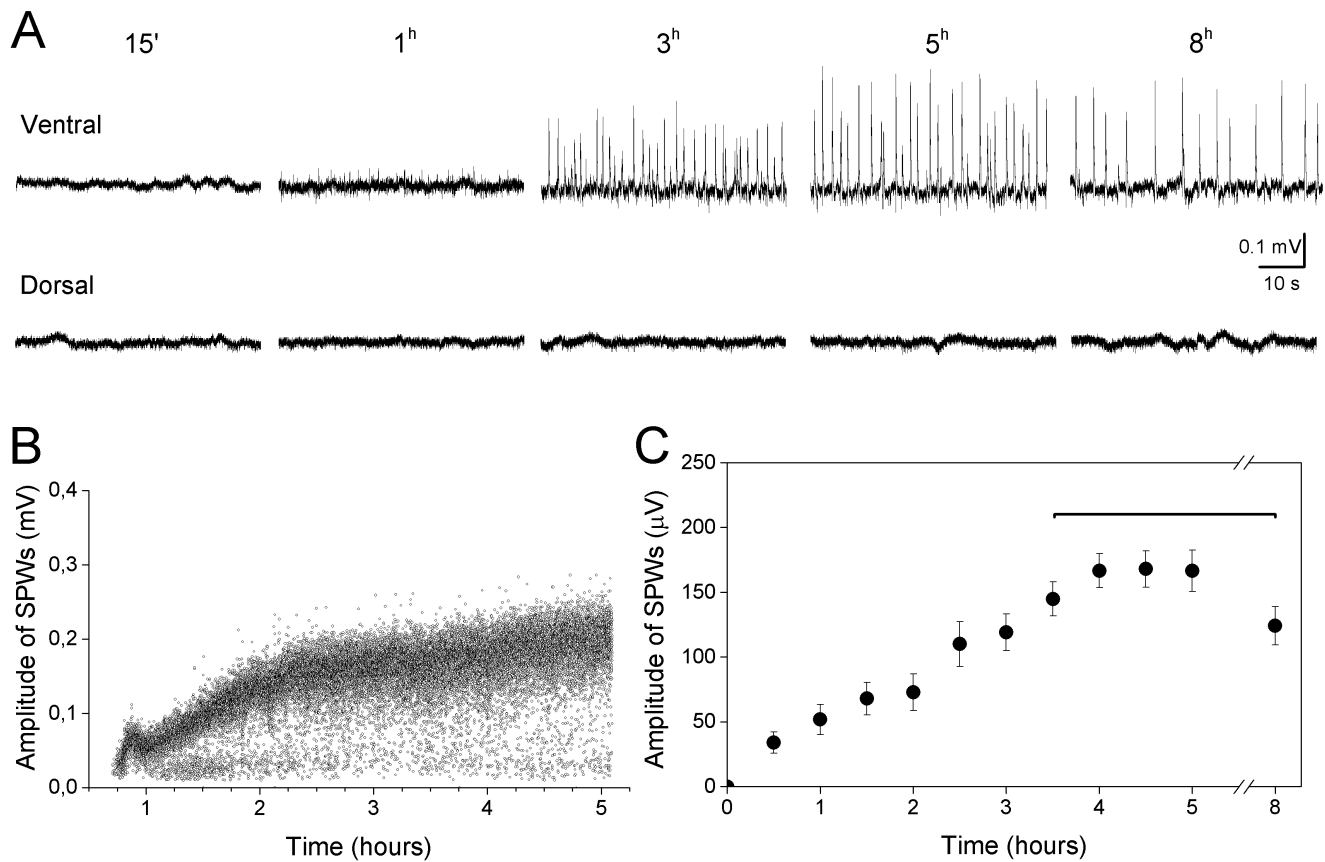 A
15' 1h 3h 5h 8h
Ventral
0.1 mV
10 s
Dorsal
B
Amplitude of SPWs (mV)
0,4
0,3
0,2
0,1
0,0
1 2 3 4 5
Time (hours)
C
Amplitude of SPWs (μV)
250
200
150
100
50
0
0 1 2 3 4 5 8
Time (hours)